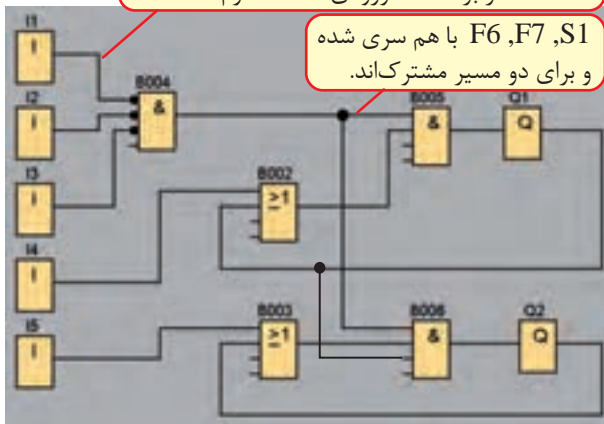 F6 ,F7 ,S1 با هم سری شده
و برای دو مسیر مشترک‌اند.
I1
I
B004
&
I2
I
B005
&
Q1
Q
I3
I
B002
≥1
I4
I
B003
≥1
B006
&
Q2
Q
I5
I